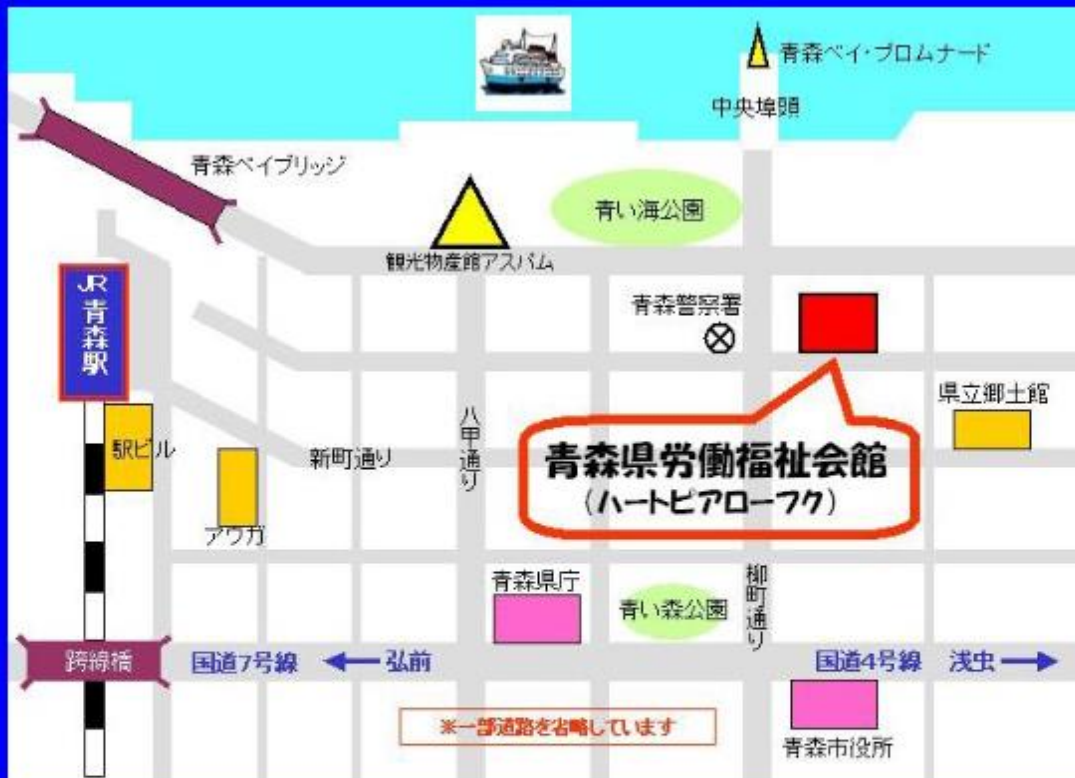 青森ベイ・プロムナード
中央埠頭
青森ベイブリッジ
青い海公園
観光物産館アスパム
JR
青森駅
青森警察署
県立郷土館
駅ビル
アウガ
新町通り
八甲通り
青森県労働福祉会館
（ハートピアローフク）
青森県庁
青い森公園
柳町通り
跨線橋
国道7号線
弘前
国道4号線
浅虫
※一部道路を省略しています
青森市役所